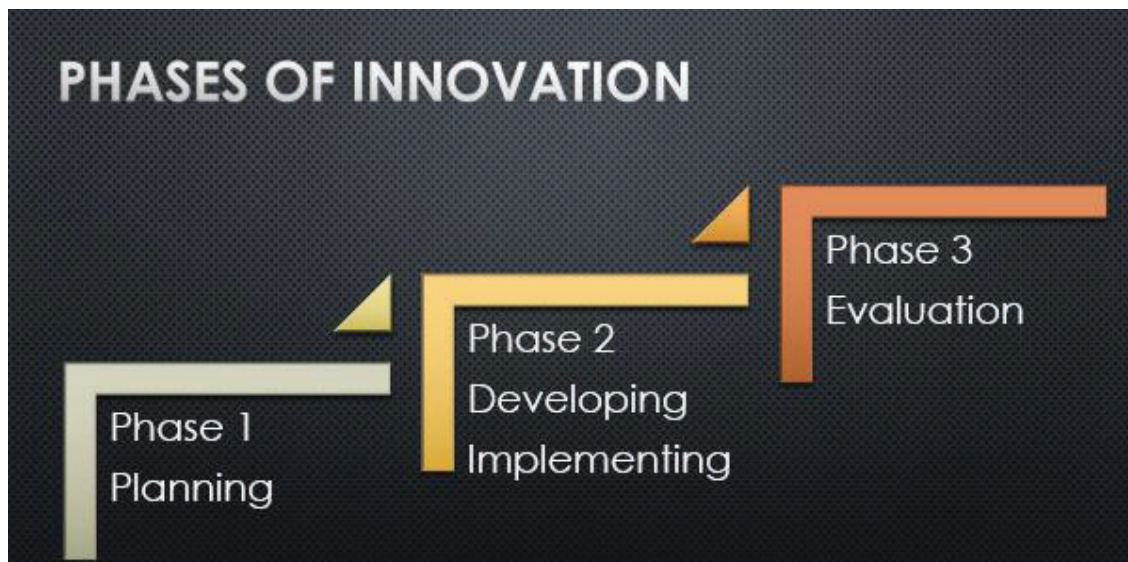 PHASES OF INNOVATION
Phase 1
Planning
Phase 2
Developing
Implementing
Phase 3
Evaluation